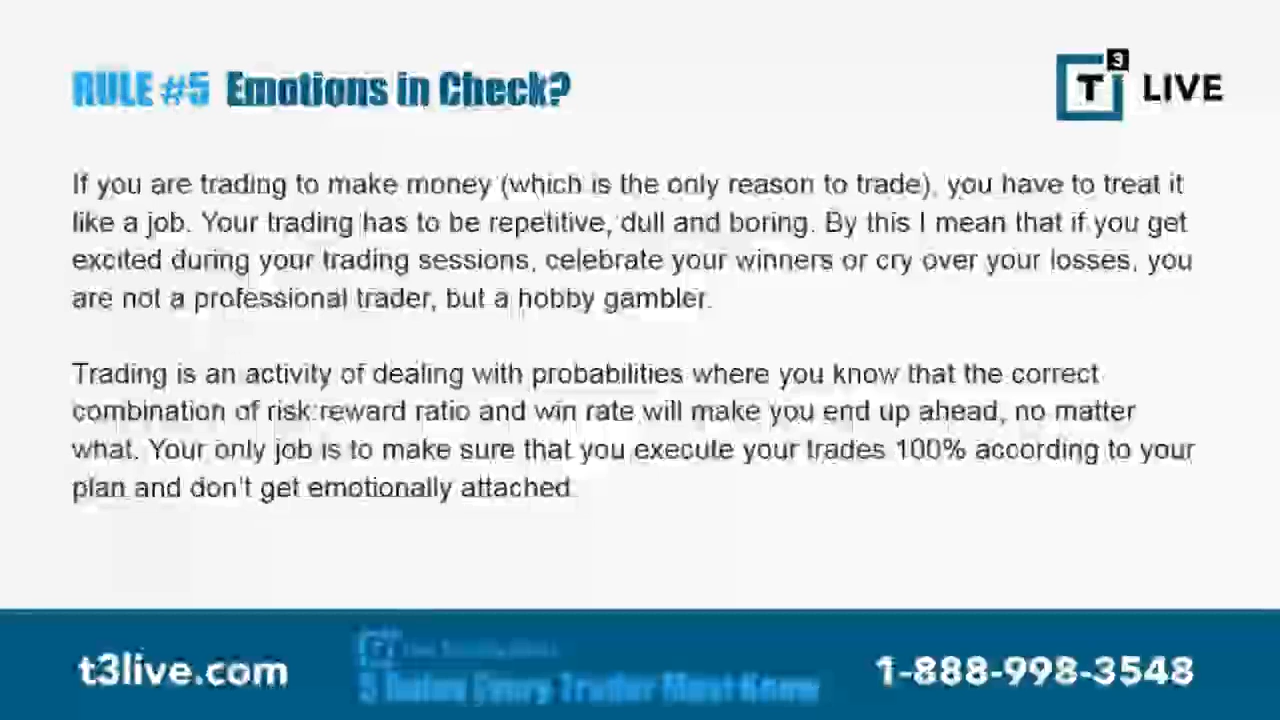 RULE #5 Emotions in Check?
T3 LIVE
If you are trading to make money (which is the only reason to trade), you have to treat it
like a job. Your trading has to be repetitive, dull and boring. By this I mean that if you get
excited during your trading sessions, celebrate your winners or cry over your losses, you
are not a professional trader, but a hobby gambler.
Trading is an activity of dealing with probabilities where you know that the correct
combination of risk:reward ratio and win rate will make you end up ahead, no matter
what. Your only job is to make sure that you execute your trades 100% according to your
plan and don't get emotionally attached.
t3live.com
Every Trader Must Know
1-888-998-3548